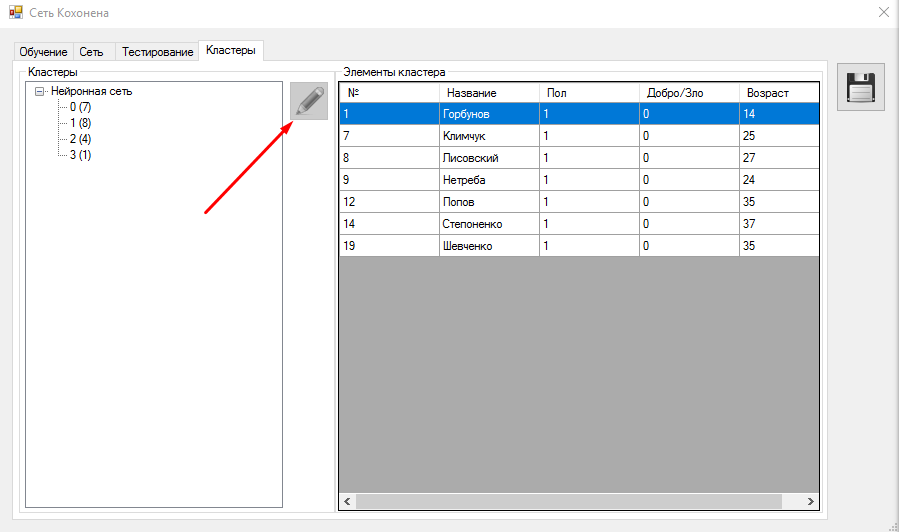 Сеть Кохонена
Обучение Сеть Тестирование Кластеры
Кластеры
Нейронная сеть
0 (7)
1 (8)
2 (4)
3 (1)
Элементы кластера
№ Название Пол Добро/Зло Возраст
1 Горбунов 1 0 14
7 Климчук 1 0 25
8 Лисовский 1 0 27
9 Нетреба 1 0 24
12 Попов 1 0 35
14 Степоненко 1 0 37
19 Шевченко 1 0 35